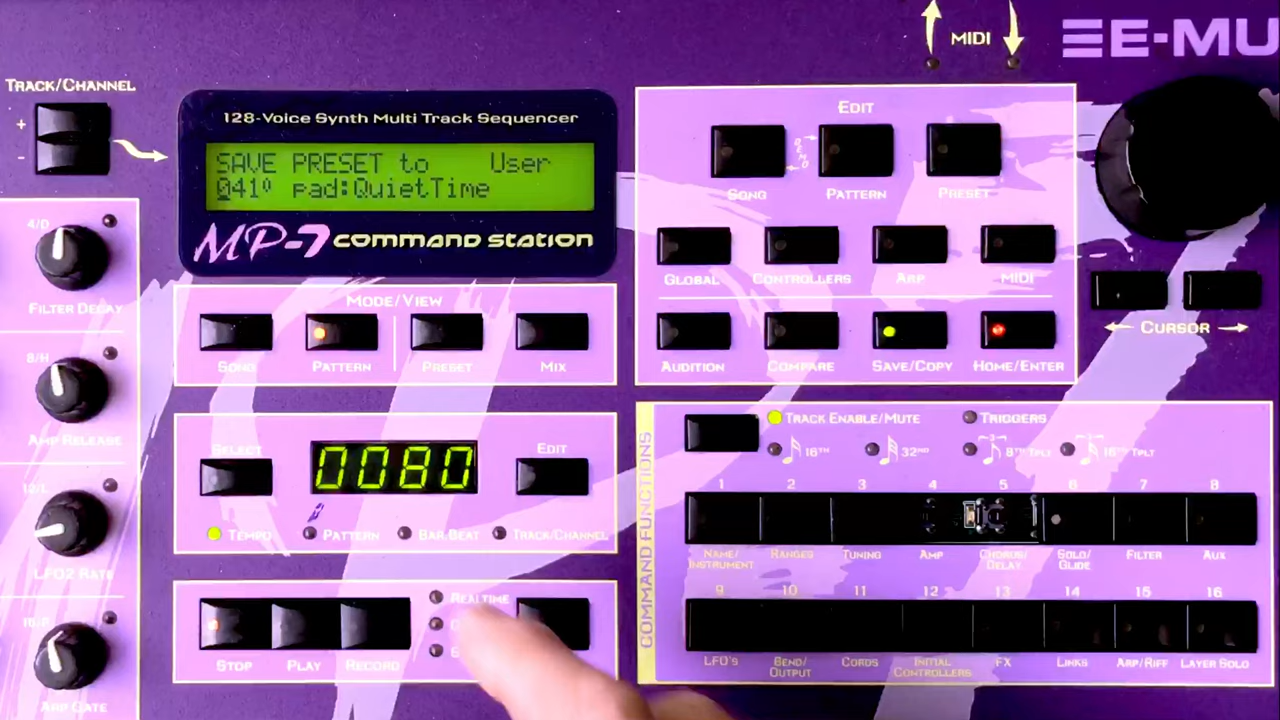 MIDI
E-MU
TRACK/CHANNEL
+
-
128-Voice Synth Multi Track Sequencer
SAVE PRESET to User
041⁰ pad:QuietTime
MP-7 COMMAND STATION
EDIT
DEMO
SONG
PATTERN
PRESET
4/D
FILTER DECAY
GLOBAL
CONTROLLERS
ARP
MIDI
MODE/VIEW
SONG
PATTERN
PRESET
MIX
AUDITION
COMPARE
SAVE/COPY
HOME/ENTER
CURSOR
8/H
AMP RELEASE
SELECT
0080
EDIT
TEMPO
PATTERN
BAR:BEAT
TRACK/CHANNEL
COMMAND FUNCTIONS
TRACK ENABLE/MUTE
TRIGGERS
16TH
32ND
8TH TPLT
16TH TPLT
1 2 3 4 5 6 7 8
NAME/INSTRUMENT
RANGES
TUNING
AMP
CHORUS/DELAY
SOLO/GLIDE
FILTER
AUX
12/L
LFO2 RATE
REALTIME
STOP
PLAY
RECORD
9 10 11 12 13 14 15 16
LFO'S
BEND/OUTPUT
CORDS
INITIAL CONTROLLERS
FX
LINKS
ARP/RIFF
LAYER SOLO
16/P
ARP GATE